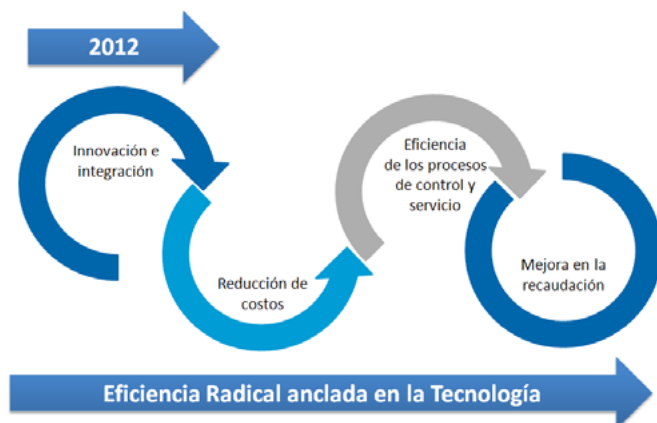 2012
Innovación e
integración
Reducción de
costos
Eficiencia
de los procesos
de control y
servicio
Mejora en la
recaudación
Eficiencia Radical anclada en la Tecnología